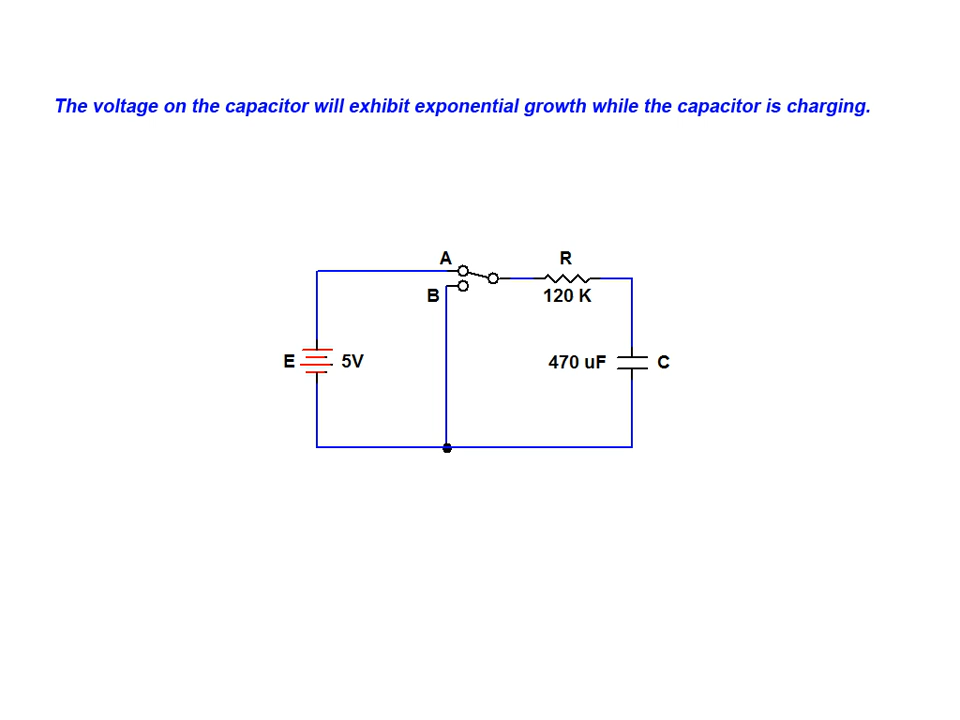 The voltage on the capacitor will exhibit exponential growth while the capacitor is charging.
A
R
B
120 K
E
5V
470 uF
C